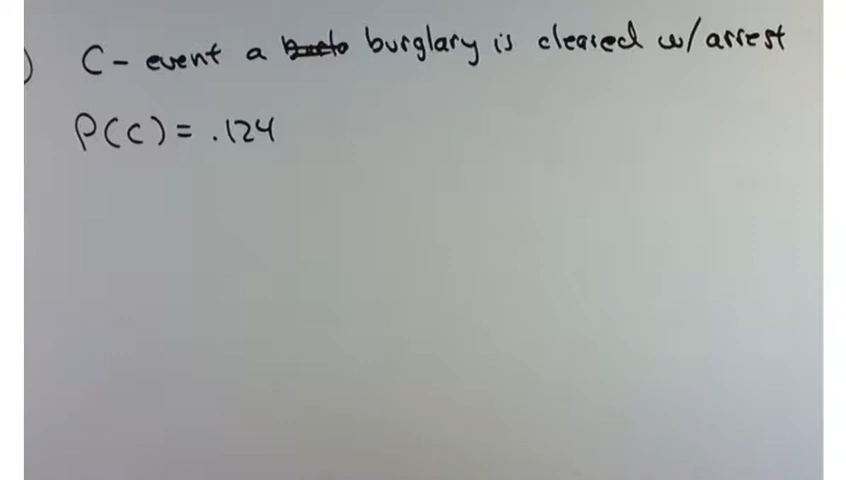 ) C - event a burglary is cleared w/ arrest
P(C) = .124